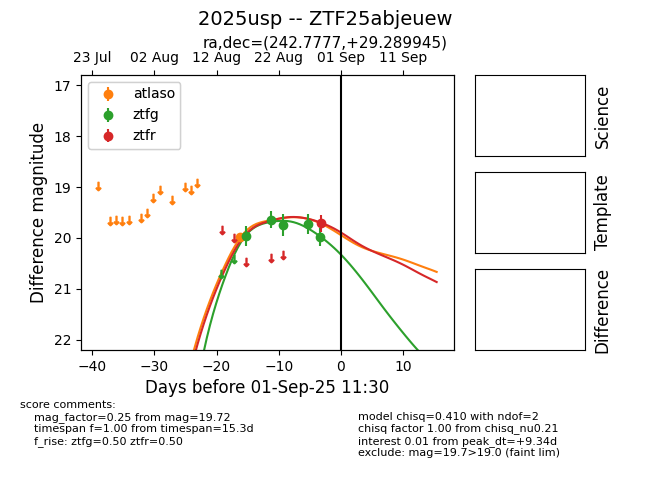 2025usp -- ZTF25abjeuew
ra,dec=(242.7777,+29.289945)
23 Jul 02 Aug 12 Aug 22 Aug 01 Sep 11 Sep
atlaso
ztfg
ztfr
17
18
19
20
21
22
Difference magnitude
−40 −30 −20 −10 0 10
Days before 01-Sep-25 11:30
Science
Template
Difference
score comments:
mag_factor=0.25 from mag=19.72
timespan f=1.00 from timespan=15.3d
f_rise: ztfg=0.50 ztfr=0.50
model chisq=0.410 with ndof=2
chisq factor 1.00 from chisq_nu0.21
interest 0.01 from peak_dt=+9.34d
exclude: mag=19.7>19.0 (faint lim)